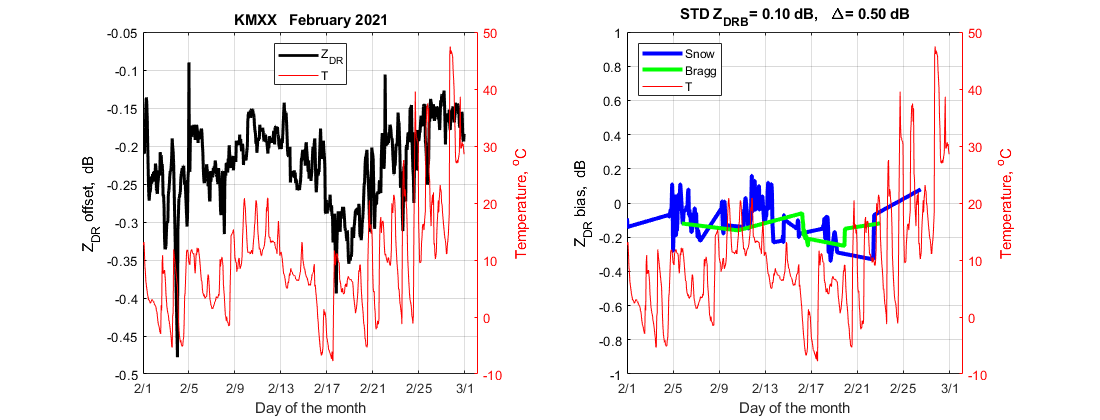 KMXX   February 2021
Z_DR
T
-0.05
-0.1
-0.15
-0.2
-0.25
-0.3
-0.35
-0.4
-0.45
-0.5
Z_DR offset, dB
50
40
30
20
10
0
-10
Temperature, °C
2/1 2/5 2/9 2/13 2/17 2/21 2/25 3/1
Day of the month
STD Z_DRB = 0.10 dB,   Δ= 0.50 dB
Snow
Bragg
T
1
0.8
0.6
0.4
0.2
0
-0.2
-0.4
-0.6
-0.8
-1
Z_DR bias, dB
50
40
30
20
10
0
-10
Temperature, °C
2/1 2/5 2/9 2/13 2/17 2/21 2/25 3/1
Day of the month